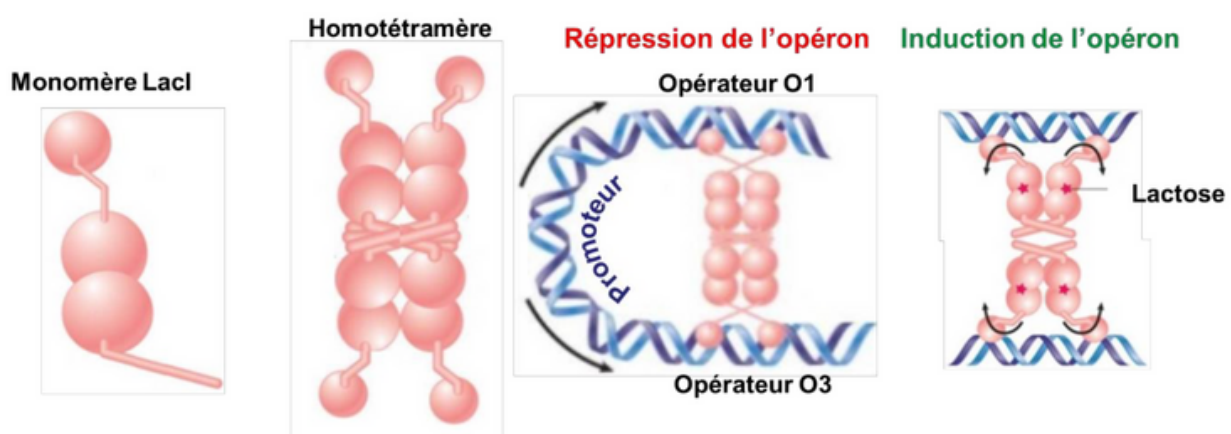 Monomère LacI
Homotétramère
Répression de l'opéron
Opérateur O1
Promoteur
Opérateur O3
Induction de l'opéron
Lactose